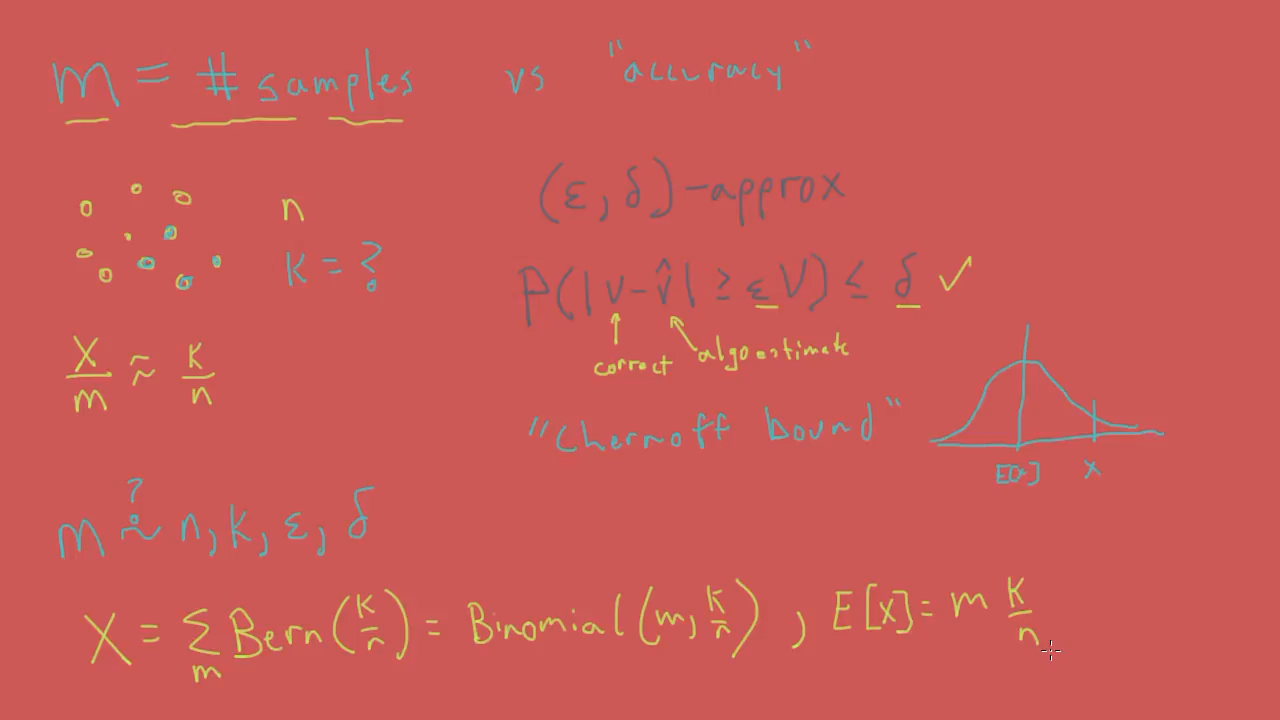 m = # samples vs "accuracy"
(ε, δ)-approx
n
K = ?
P(|V-V̂| ≥ εV) ≤ δ ✓
correct
algo estimate
X/m ≈ K/n
"Chernoff bound"
E[X] X
m ?~ n, k, ε, δ
X = Σ_m Bern(K/n) = Binomial(m, K/n), E[X] = m K/n